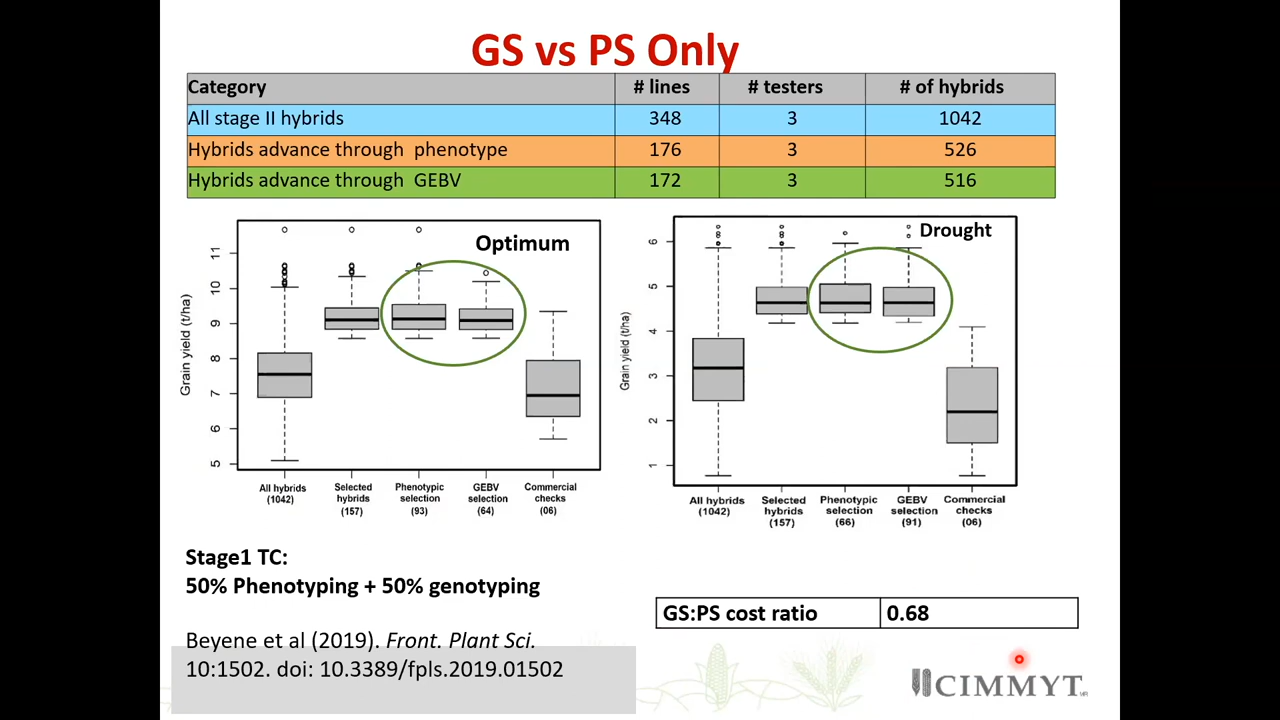 GS vs PS Only
Category # lines # testers # of hybrids
All stage II hybrids 348 3 1042
Hybrids advance through phenotype 176 3 526
Hybrids advance through GEBV 172 3 516
Optimum
Grain yield (t/ha)
11
10
9
8
7
6
5
All hybrids (1042)
Selected hybrids (157)
Phenotypic selection (93)
GEBV selection (64)
Commercial checks (06)
Drought
Grain yield (t/ha)
6
5
4
3
2
1
All hybrids (1042)
Selected hybrids (157)
Phenotypic selection (66)
GEBV selection (91)
Commercial checks (06)
Stage1 TC:
50% Phenotyping + 50% genotyping
GS:PS cost ratio 0.68
Beyene et al (2019). Front. Plant Sci.
10:1502. doi: 10.3389/fpls.2019.01502
CIMMYT